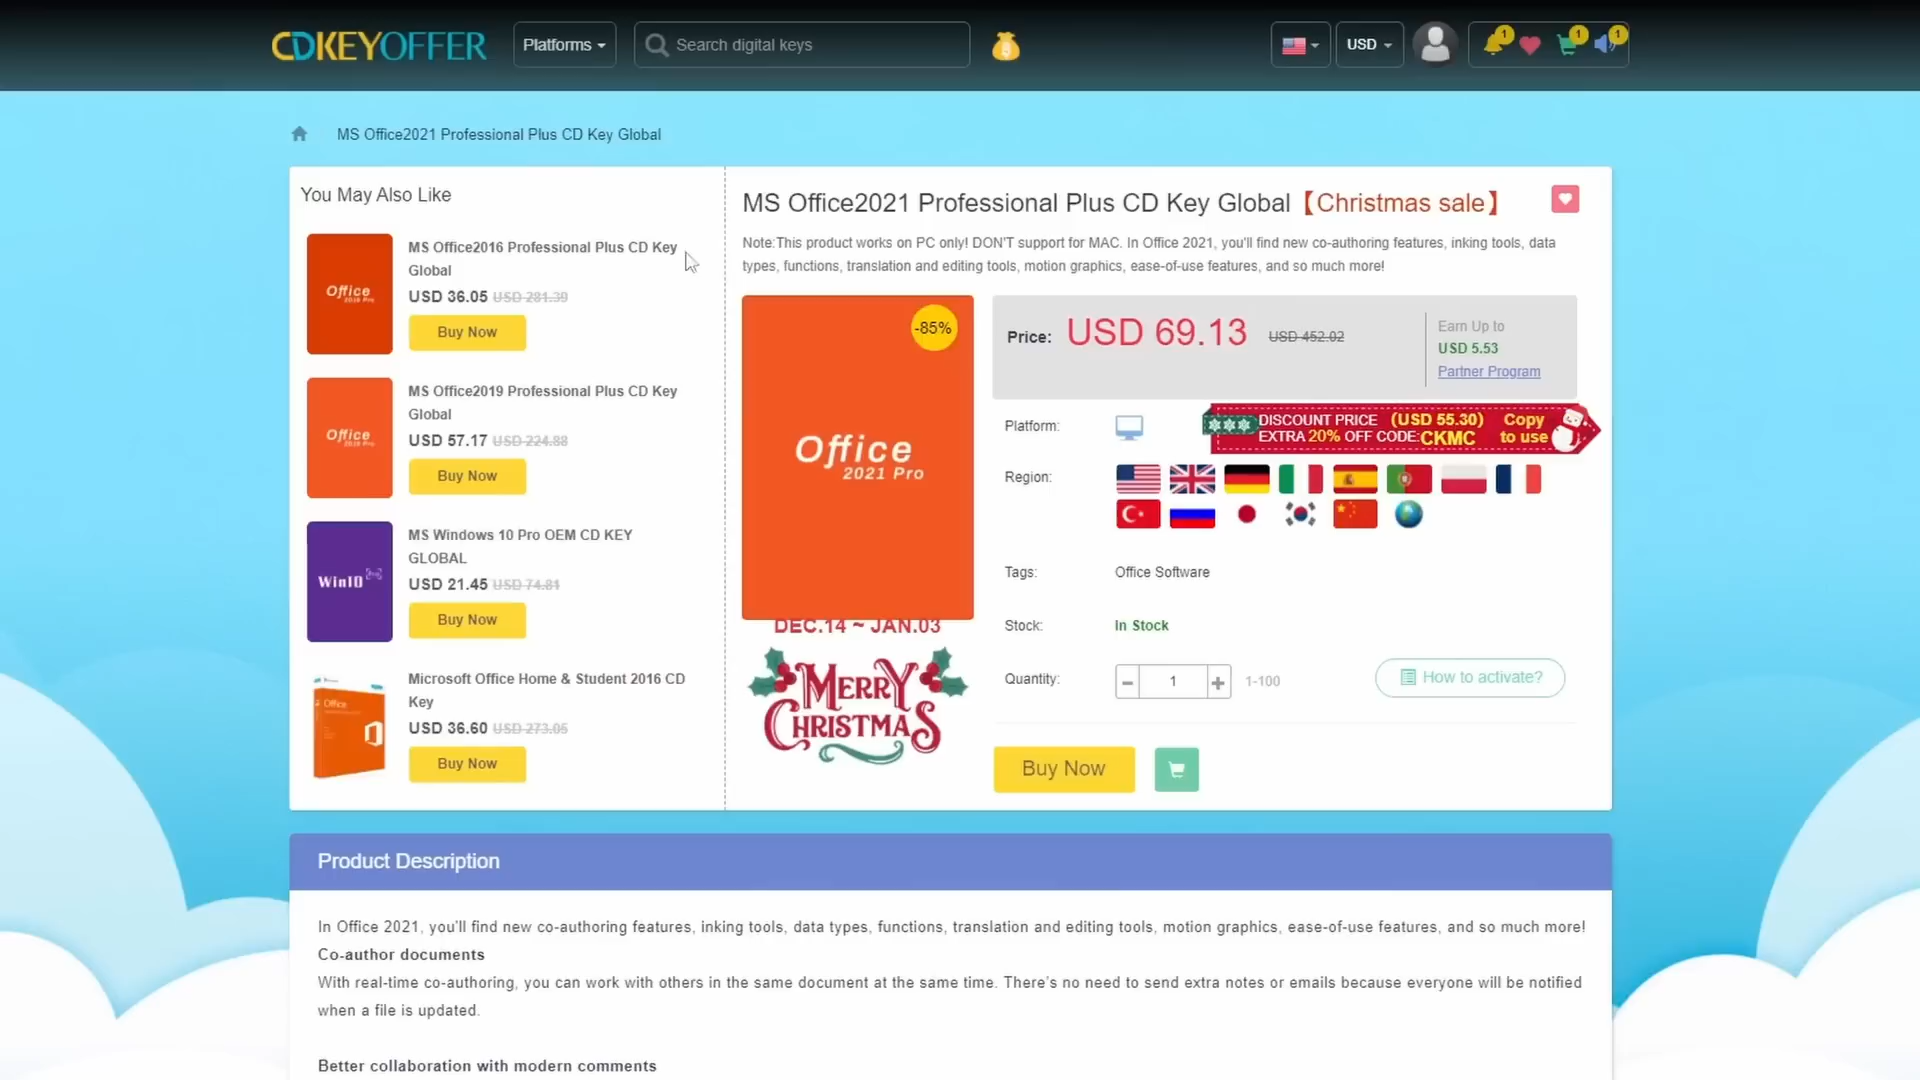 CDKEYOFFER
Platforms
Search digital keys
USD
1
1
1
MS Office2021 Professional Plus CD Key Global
You May Also Like
Office
2016 Pro
MS Office2016 Professional Plus CD Key
Global
USD 36.05 USD 281.39
Buy Now
Office
2019 Pro
MS Office2019 Professional Plus CD Key
Global
USD 57.17 USD 224.88
Buy Now
Win10 Pro
MS Windows 10 Pro OEM CD KEY
GLOBAL
USD 21.45 USD 74.81
Buy Now
Office
Microsoft Office Home & Student 2016 CD
Key
USD 36.60 USD 273.05
Buy Now
MS Office2021 Professional Plus CD Key Global【Christmas sale】
Note:This product works on PC only! DON'T support for MAC. In Office 2021, you'll find new co-authoring features, inking tools, data
types, functions, translation and editing tools, motion graphics, ease-of-use features, and so much more!
-85%
Office
2021 Pro
DEC.14 ~ JAN.03
MERRY
CHRISTMAS
Price: USD 69.13 USD 452.02
Earn Up to
USD 5.53
Partner Program
Platform:
DISCOUNT PRICE (USD 55.30)
EXTRA 20% OFF CODE:CKMC
Copy
to use
Region:
Tags: Office Software
Stock: In Stock
Quantity: 1 1-100
How to activate?
Buy Now
Product Description
In Office 2021, you'll find new co-authoring features, inking tools, data types, functions, translation and editing tools, motion graphics, ease-of-use features, and so much more!
Co-author documents
With real-time co-authoring, you can work with others in the same document at the same time. There's no need to send extra notes or emails because everyone will be notified
when a file is updated.
Better collaboration with modern comments